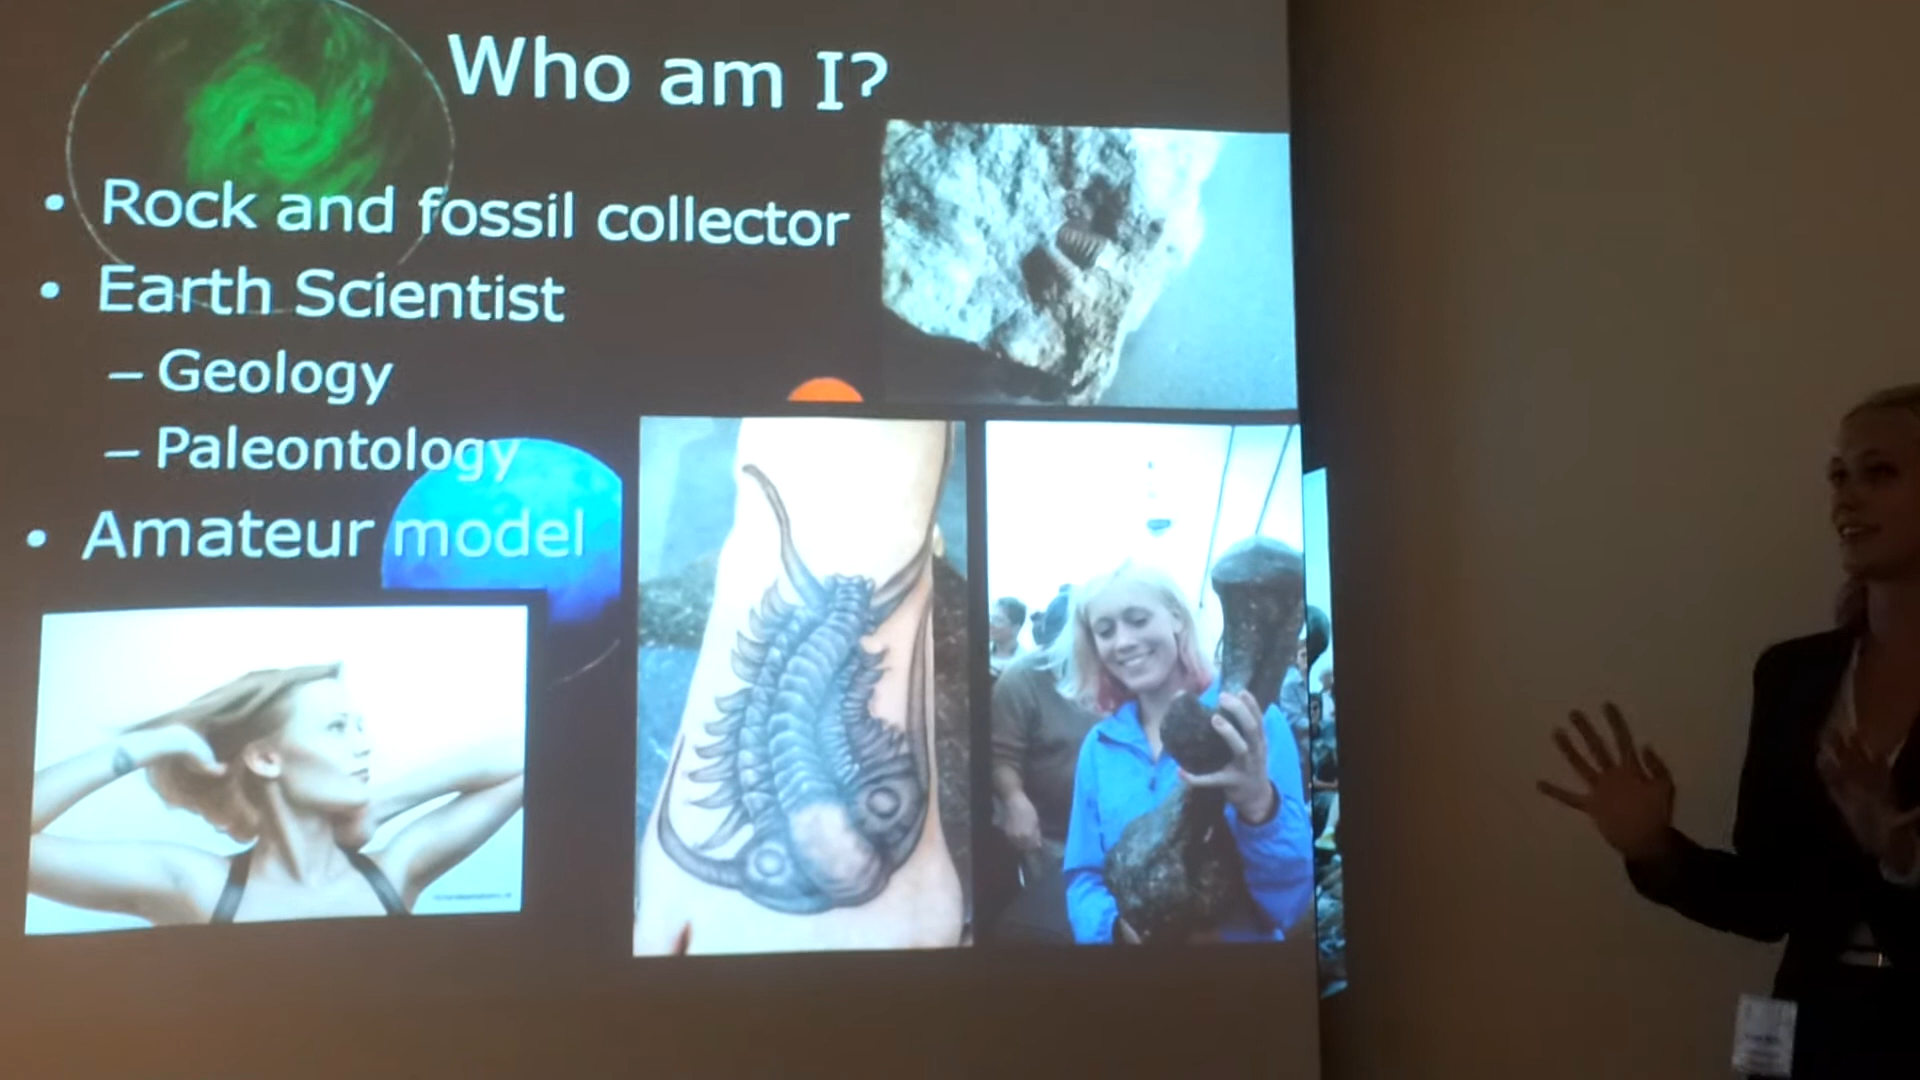 Who am I?
• Rock and fossil collector
• Earth Scientist
– Geology
– Paleontology
• Amateur model